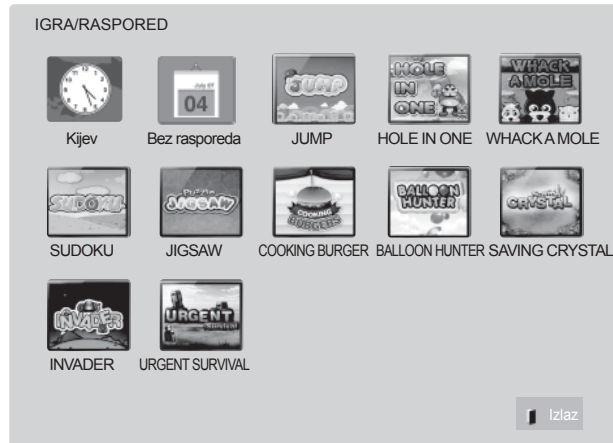 IGRA/RASPORED
July 07
04
JUMP
HOLE IN ONE
WHACK A MOLE
Kijev
Bez rasporeda
JUMP
HOLE IN ONE
WHACK A MOLE
SUDOKU
Puzzle JIGSAW
COOKING BURGERS
BALLOON HUNTER
CRYSTAL
SUDOKU
JIGSAW
COOKING BURGER
BALLOON HUNTER
SAVING CRYSTAL
INVADER
URGENT Survival
INVADER
URGENT SURVIVAL
Izlaz